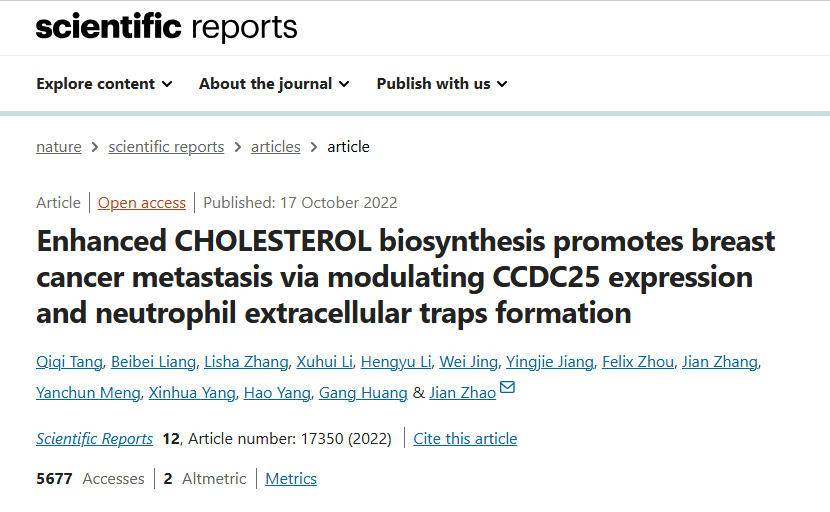 scientific reports
Explore content About the journal Publish with us
nature > scientific reports > articles > article
Article | Open access | Published: 17 October 2022
Enhanced CHOLESTEROL biosynthesis promotes breast
cancer metastasis via modulating CCDC25 expression
and neutrophil extracellular traps formation
Qiqi Tang, Beibei Liang, Lisha Zhang, Xuhui Li, Hengyu Li, Wei Jing, Yingjie Jiang, Felix Zhou, Jian Zhang,
Yanchun Meng, Xinhua Yang, Hao Yang, Gang Huang & Jian Zhao
Scientific Reports 12, Article number: 17350 (2022) | Cite this article
5677 Accesses | 2 Altmetric | Metrics